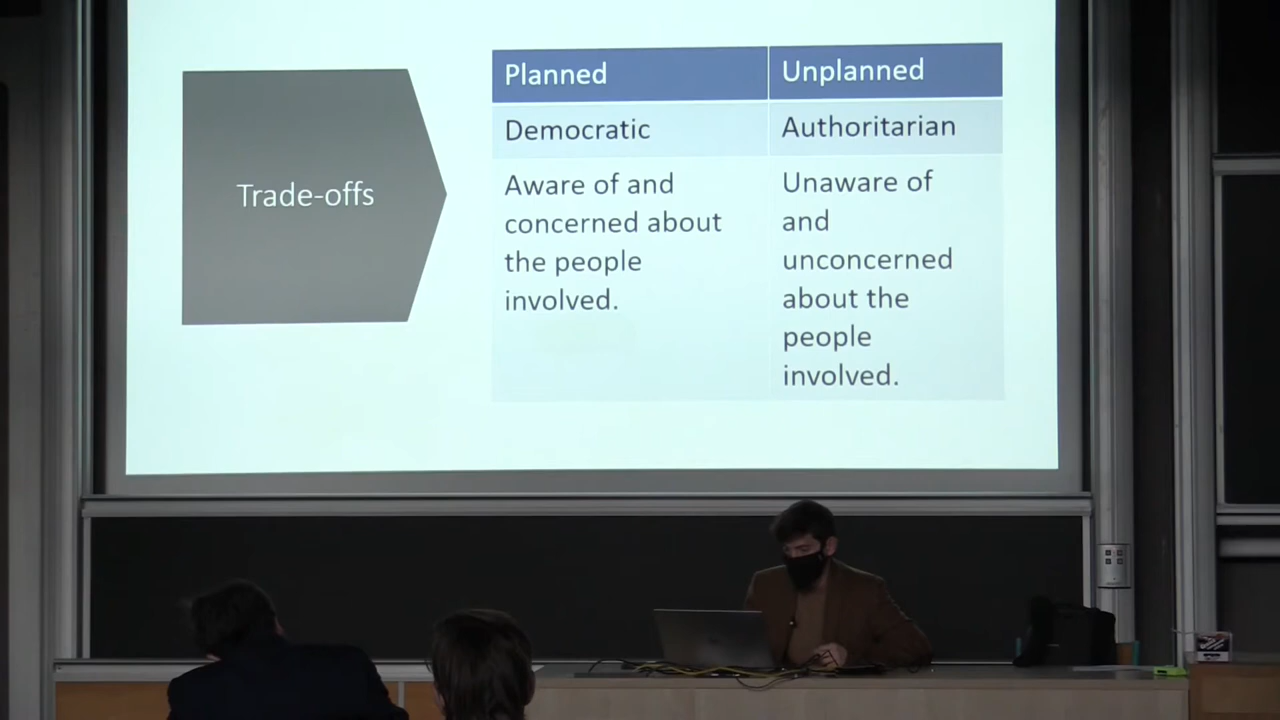 Trade-offs
Planned
Unplanned
Democratic
Authoritarian
Aware of and
concerned about
the people
involved.
Unaware of
and
unconcerned
about the
people
involved.